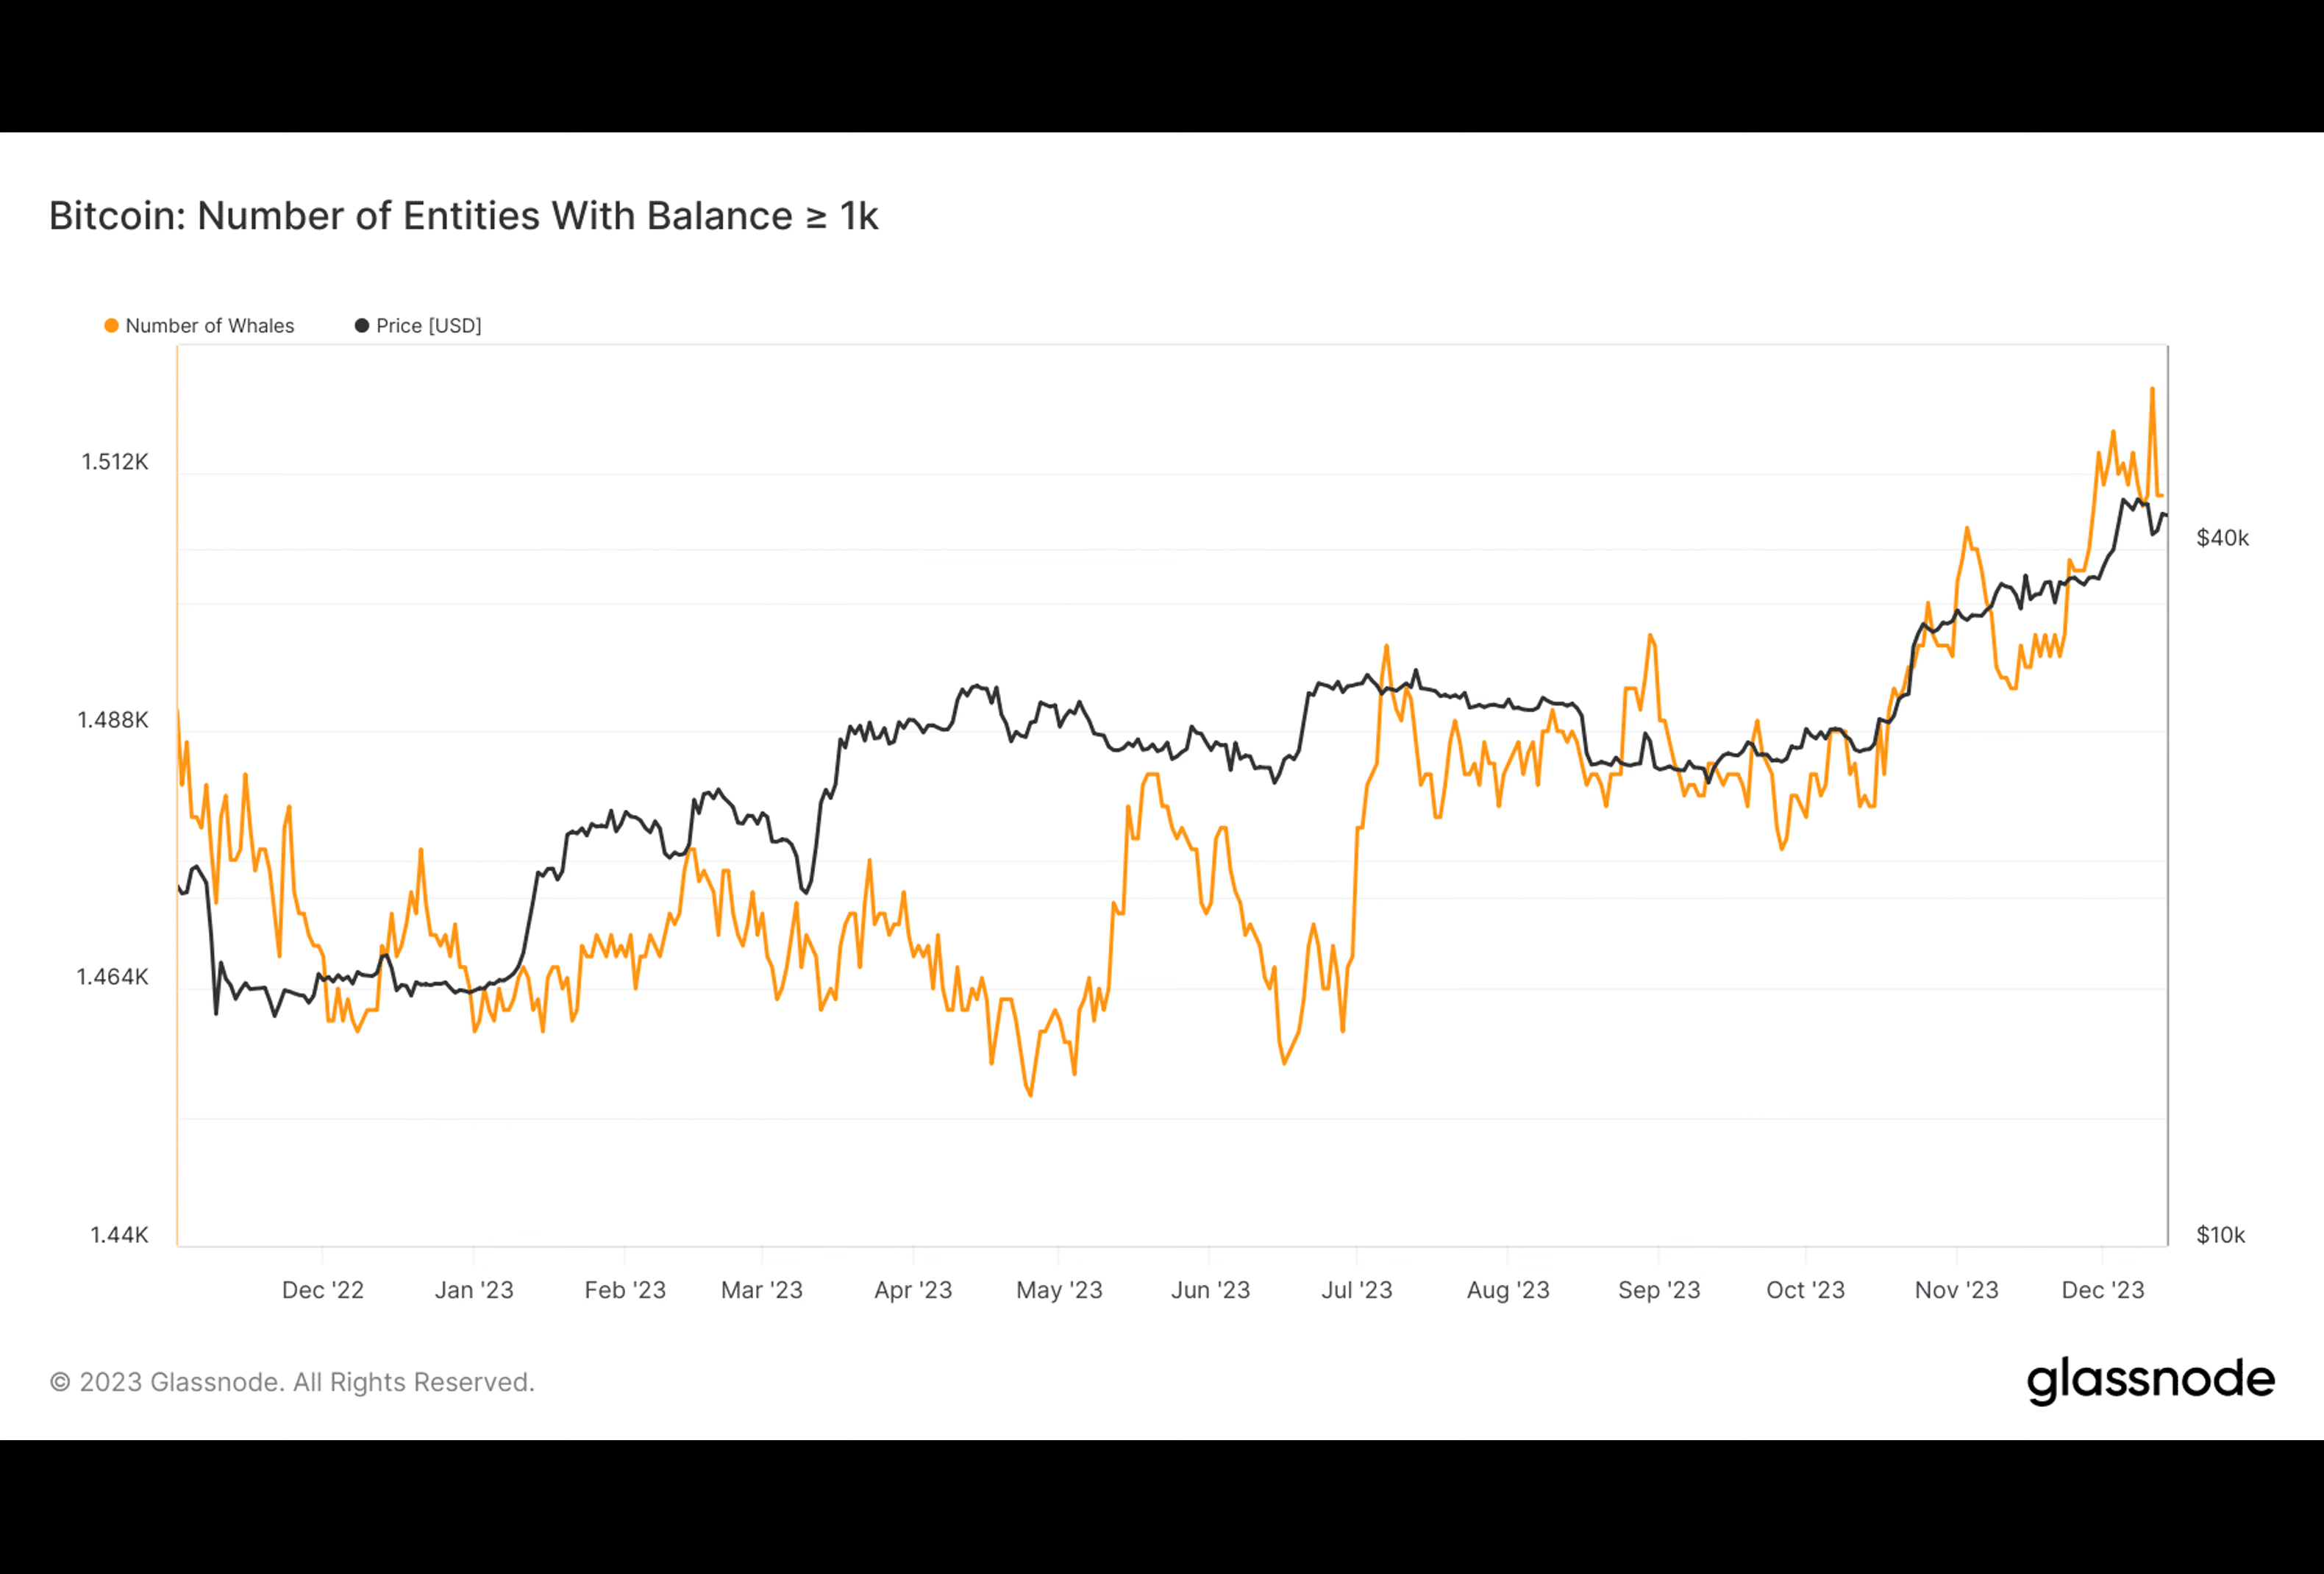 Bitcoin: Number of Entities With Balance ≥ 1k
Number of Whales Price [USD]
1.512K
$40k
1.488K
1.464K
1.44K
$10k
Dec '22 Jan '23 Feb '23 Mar '23 Apr '23 May '23 Jun '23 Jul '23 Aug '23 Sep '23 Oct '23 Nov '23 Dec '23
© 2023 Glassnode. All Rights Reserved.
glassnode